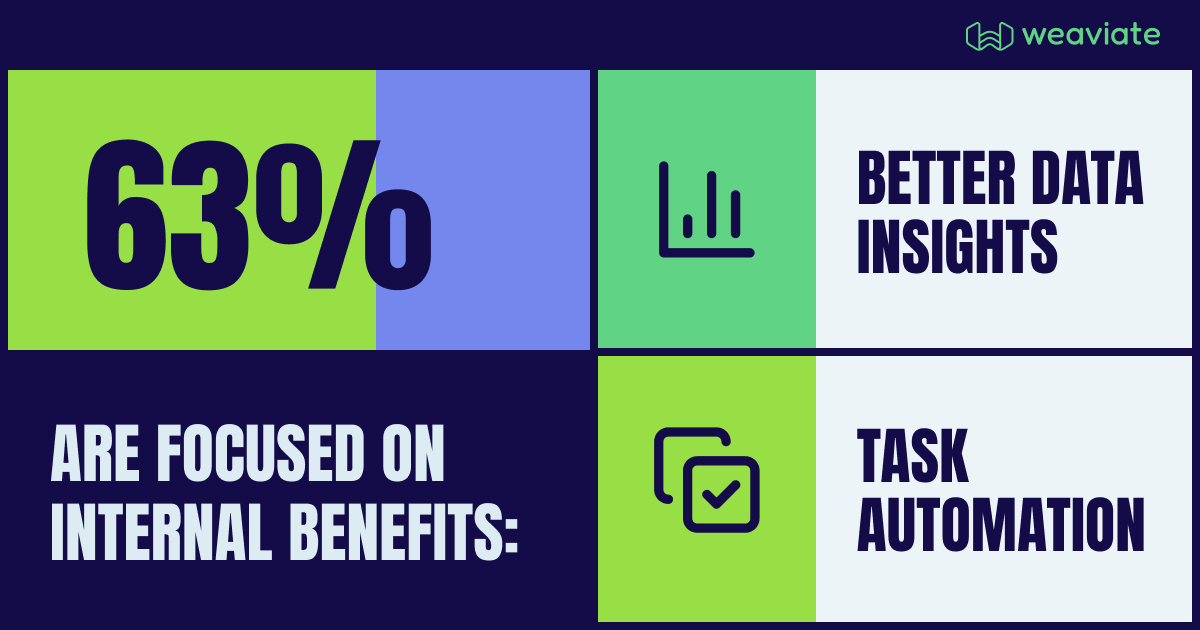 weaviate
63%
ARE FOCUSED ON
INTERNAL BENEFITS:
BETTER DATA
INSIGHTS
TASK
AUTOMATION